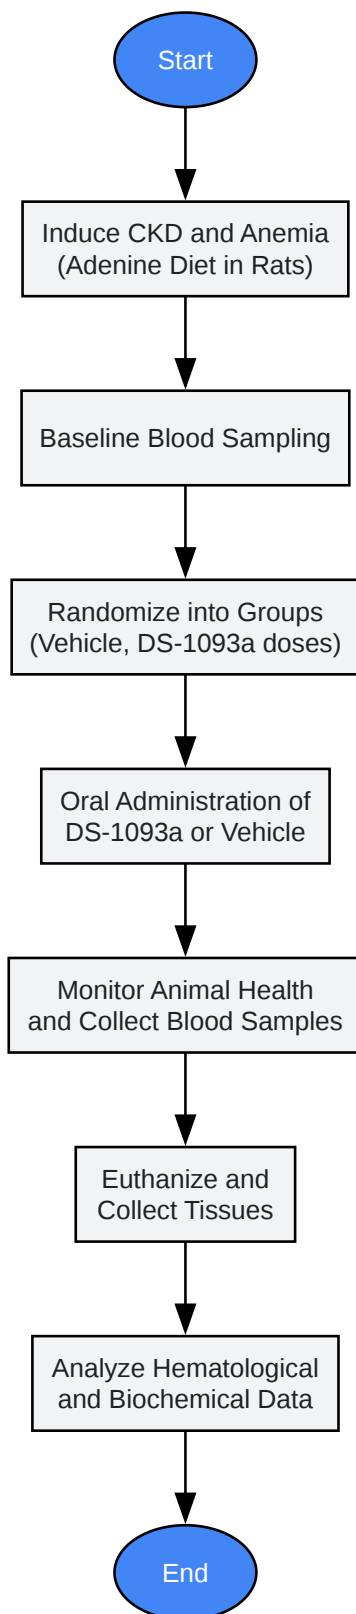 Start
Induce CKD and Anemia
(Adenine Diet in Rats)
Baseline Blood Sampling
Randomize into Groups
(Vehicle, DS-1093a doses)
Oral Administration of
DS-1093a or Vehicle
Monitor Animal Health
and Collect Blood Samples
Euthanize and
Collect Tissues
Analyze Hematological
and Biochemical Data
End